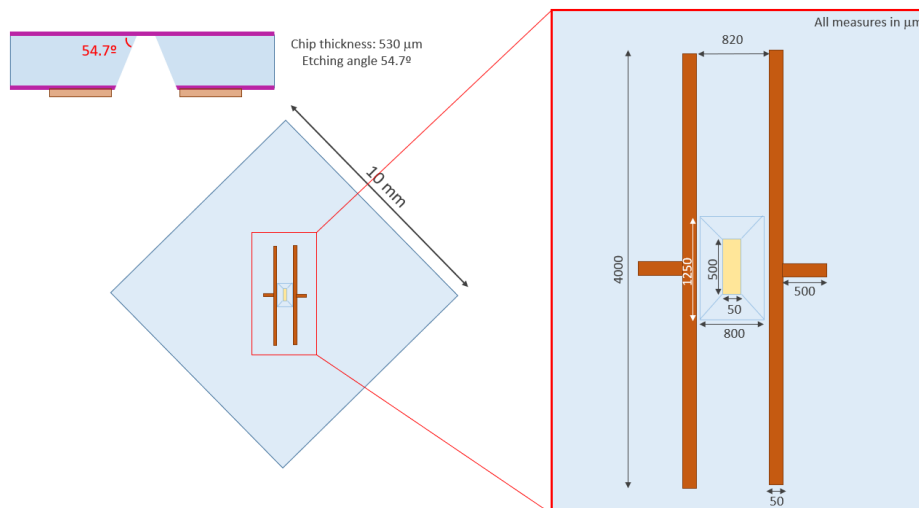 All measures in µm
54.7º
Chip thickness: 530 µm
Etching angle 54.7º
820
10 mm
4000
1250
500
50
500
800
50